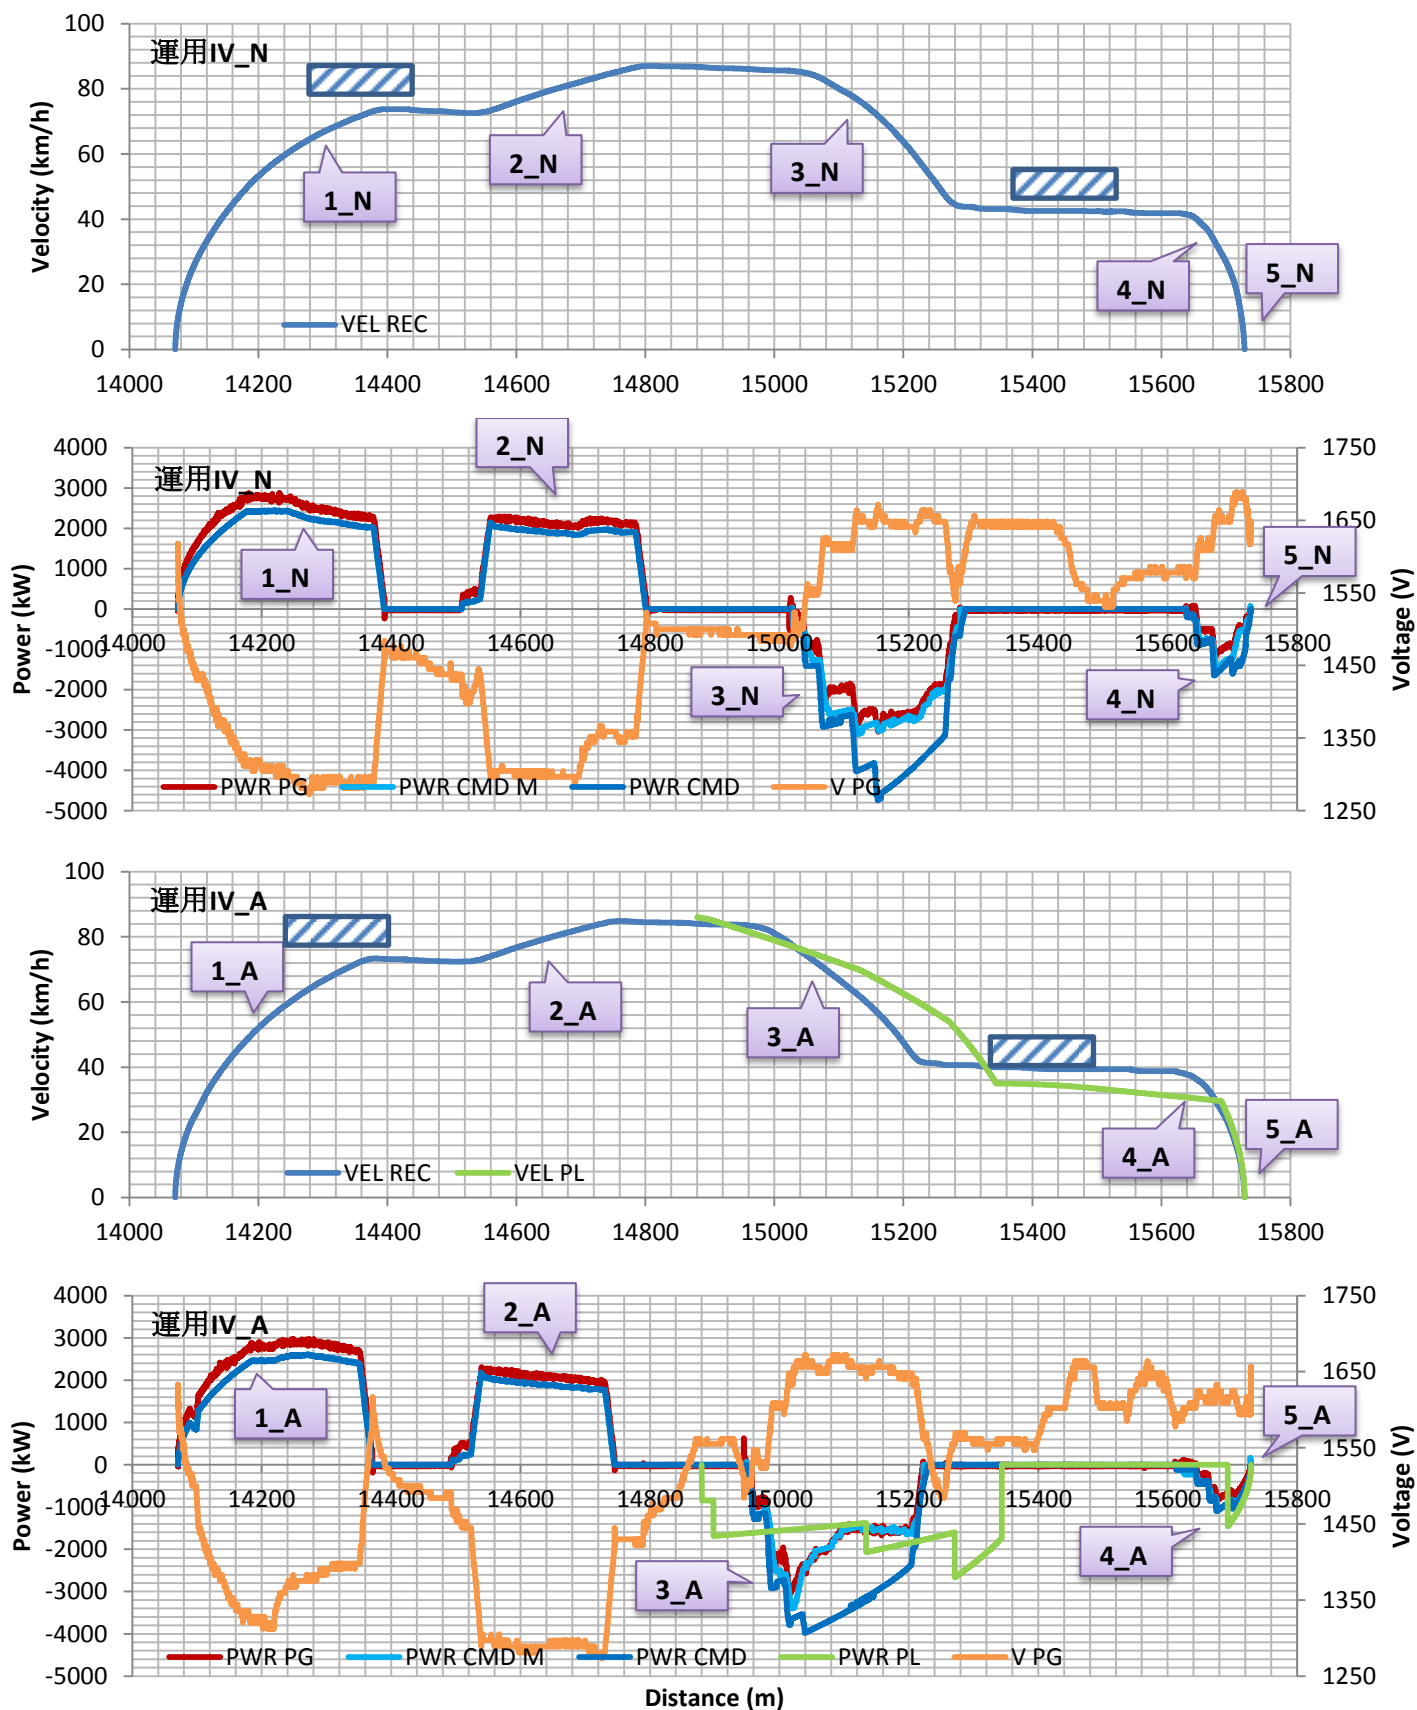 100
80
60
40
20
0
Velocity (km/h)
運用IV_N
1_N
2_N
3_N
4_N
5_N
VEL REC
14000 14200 14400 14600 14800 15000 15200 15400 15600 15800
4000
3000
2000
1000
0
-1000
-2000
-3000
-4000
-5000
Power (kW)
運用IV_N
1_N
2_N
3_N
4_N
5_N
14000 14200 14400 14600 14800 15000 15200 15400 15600 15800
PWR PG PWR CMD M PWR CMD V PG
1750
1650
1550
1450
1350
1250
Voltage (V)
100
80
60
40
20
0
Velocity (km/h)
運用IV_A
1_A
2_A
3_A
4_A
5_A
VEL REC VEL PL
14000 14200 14400 14600 14800 15000 15200 15400 15600 15800
4000
3000
2000
1000
0
-1000
-2000
-3000
-4000
-5000
Power (kW)
運用IV_A
1_A
2_A
3_A
4_A
5_A
14000 14200 14400 14600 14800 15000 15200 15400 15600 15800
PWR PG PWR CMD M PWR CMD PWR PL V PG
1750
1650
1550
1450
1350
1250
Voltage (V)
Distance (m)